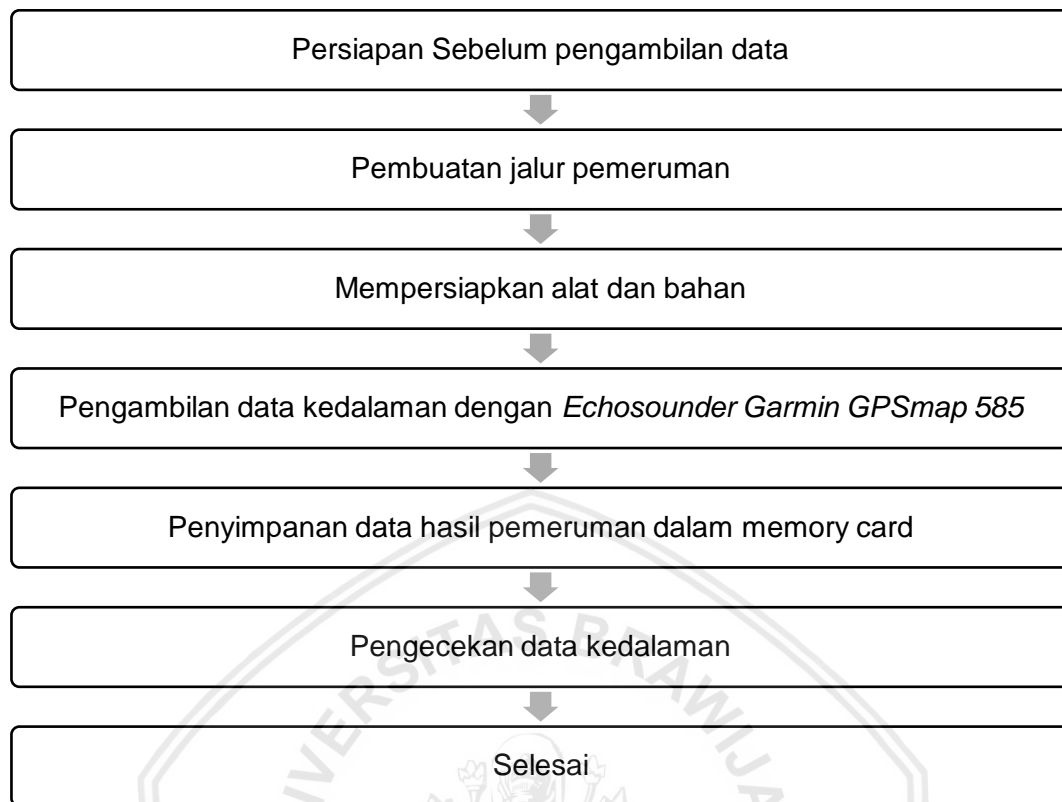 Persiapan Sebelum pengambilan data
Pembuatan jalur pemeruman
Mempersiapkan alat dan bahan
Pengambilan data kedalaman dengan Echosounder Garmin GPSmap 585
Penyimpanan data hasil pemeruman dalam memory card
Pengecekan data kedalaman
Selesai